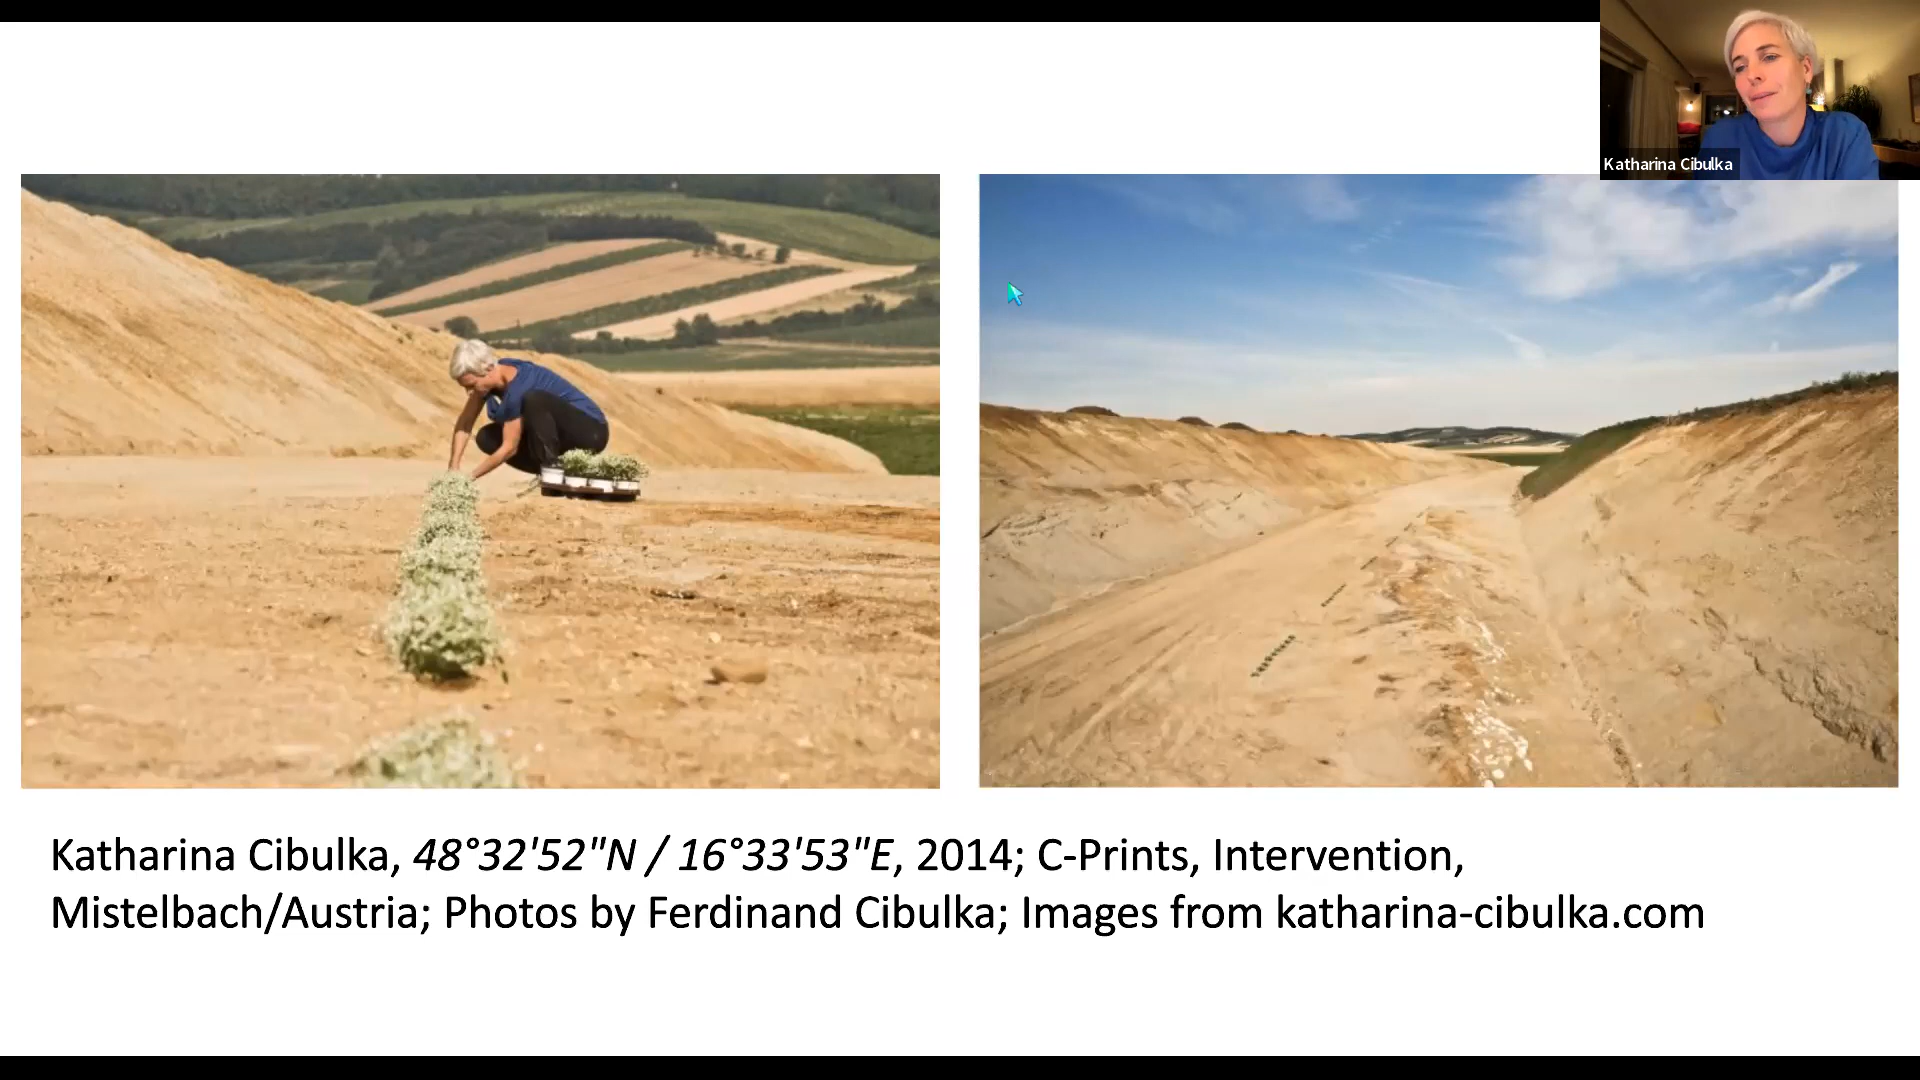 Katharina Cibulka
Katharina Cibulka, 48°32'52"N / 16°33'53"E, 2014; C-Prints, Intervention,
Mistelbach/Austria; Photos by Ferdinand Cibulka; Images from katharina-cibulka.com